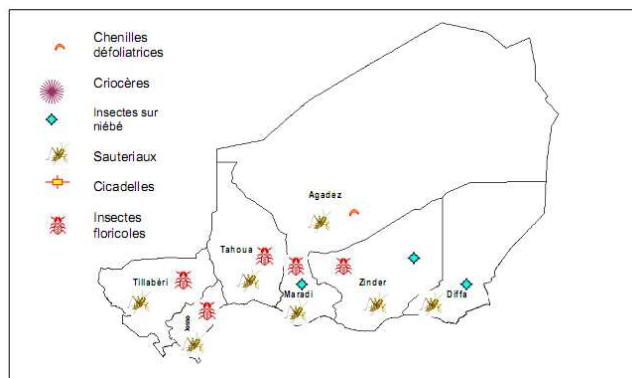 Chenilles
défoliatrices
Criocères
Insectes sur
niébé
Sauteriaux
Cicadelles
Insectes
floricoles
Agadez
Tahoua
Tillabéri
Maradi
Zinder
Diffa